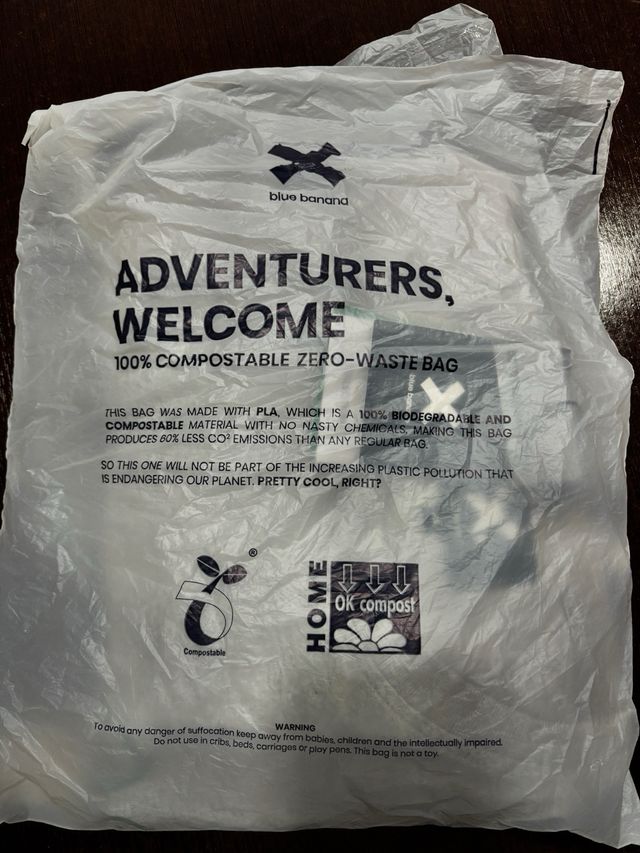 blue banana
ADVENTURERS,
WELCOME
100% COMPOSTABLE ZERO-WASTE BAG
THIS BAG WAS MADE WITH PLA, WHICH IS A 100% BIODEGRADABLE AND
COMPOSTABLE MATERIAL WITH NO NASTY CHEMICALS, MAKING THIS BAG
PRODUCES 60% LESS CO² EMISSIONS THAN ANY REGULAR BAG.
SO THIS ONE WILL NOT BE PART OF THE INCREASING PLASTIC POLLUTION THAT
IS ENDANGERING OUR PLANET. PRETTY COOL, RIGHT?
®
Compostable
HOME
OK compost
WARNING
To avoid any danger of suffocation keep away from babies, children and the intellectually impaired.
Do not use in cribs, beds, carriages or play pens. This bag is not a toy.